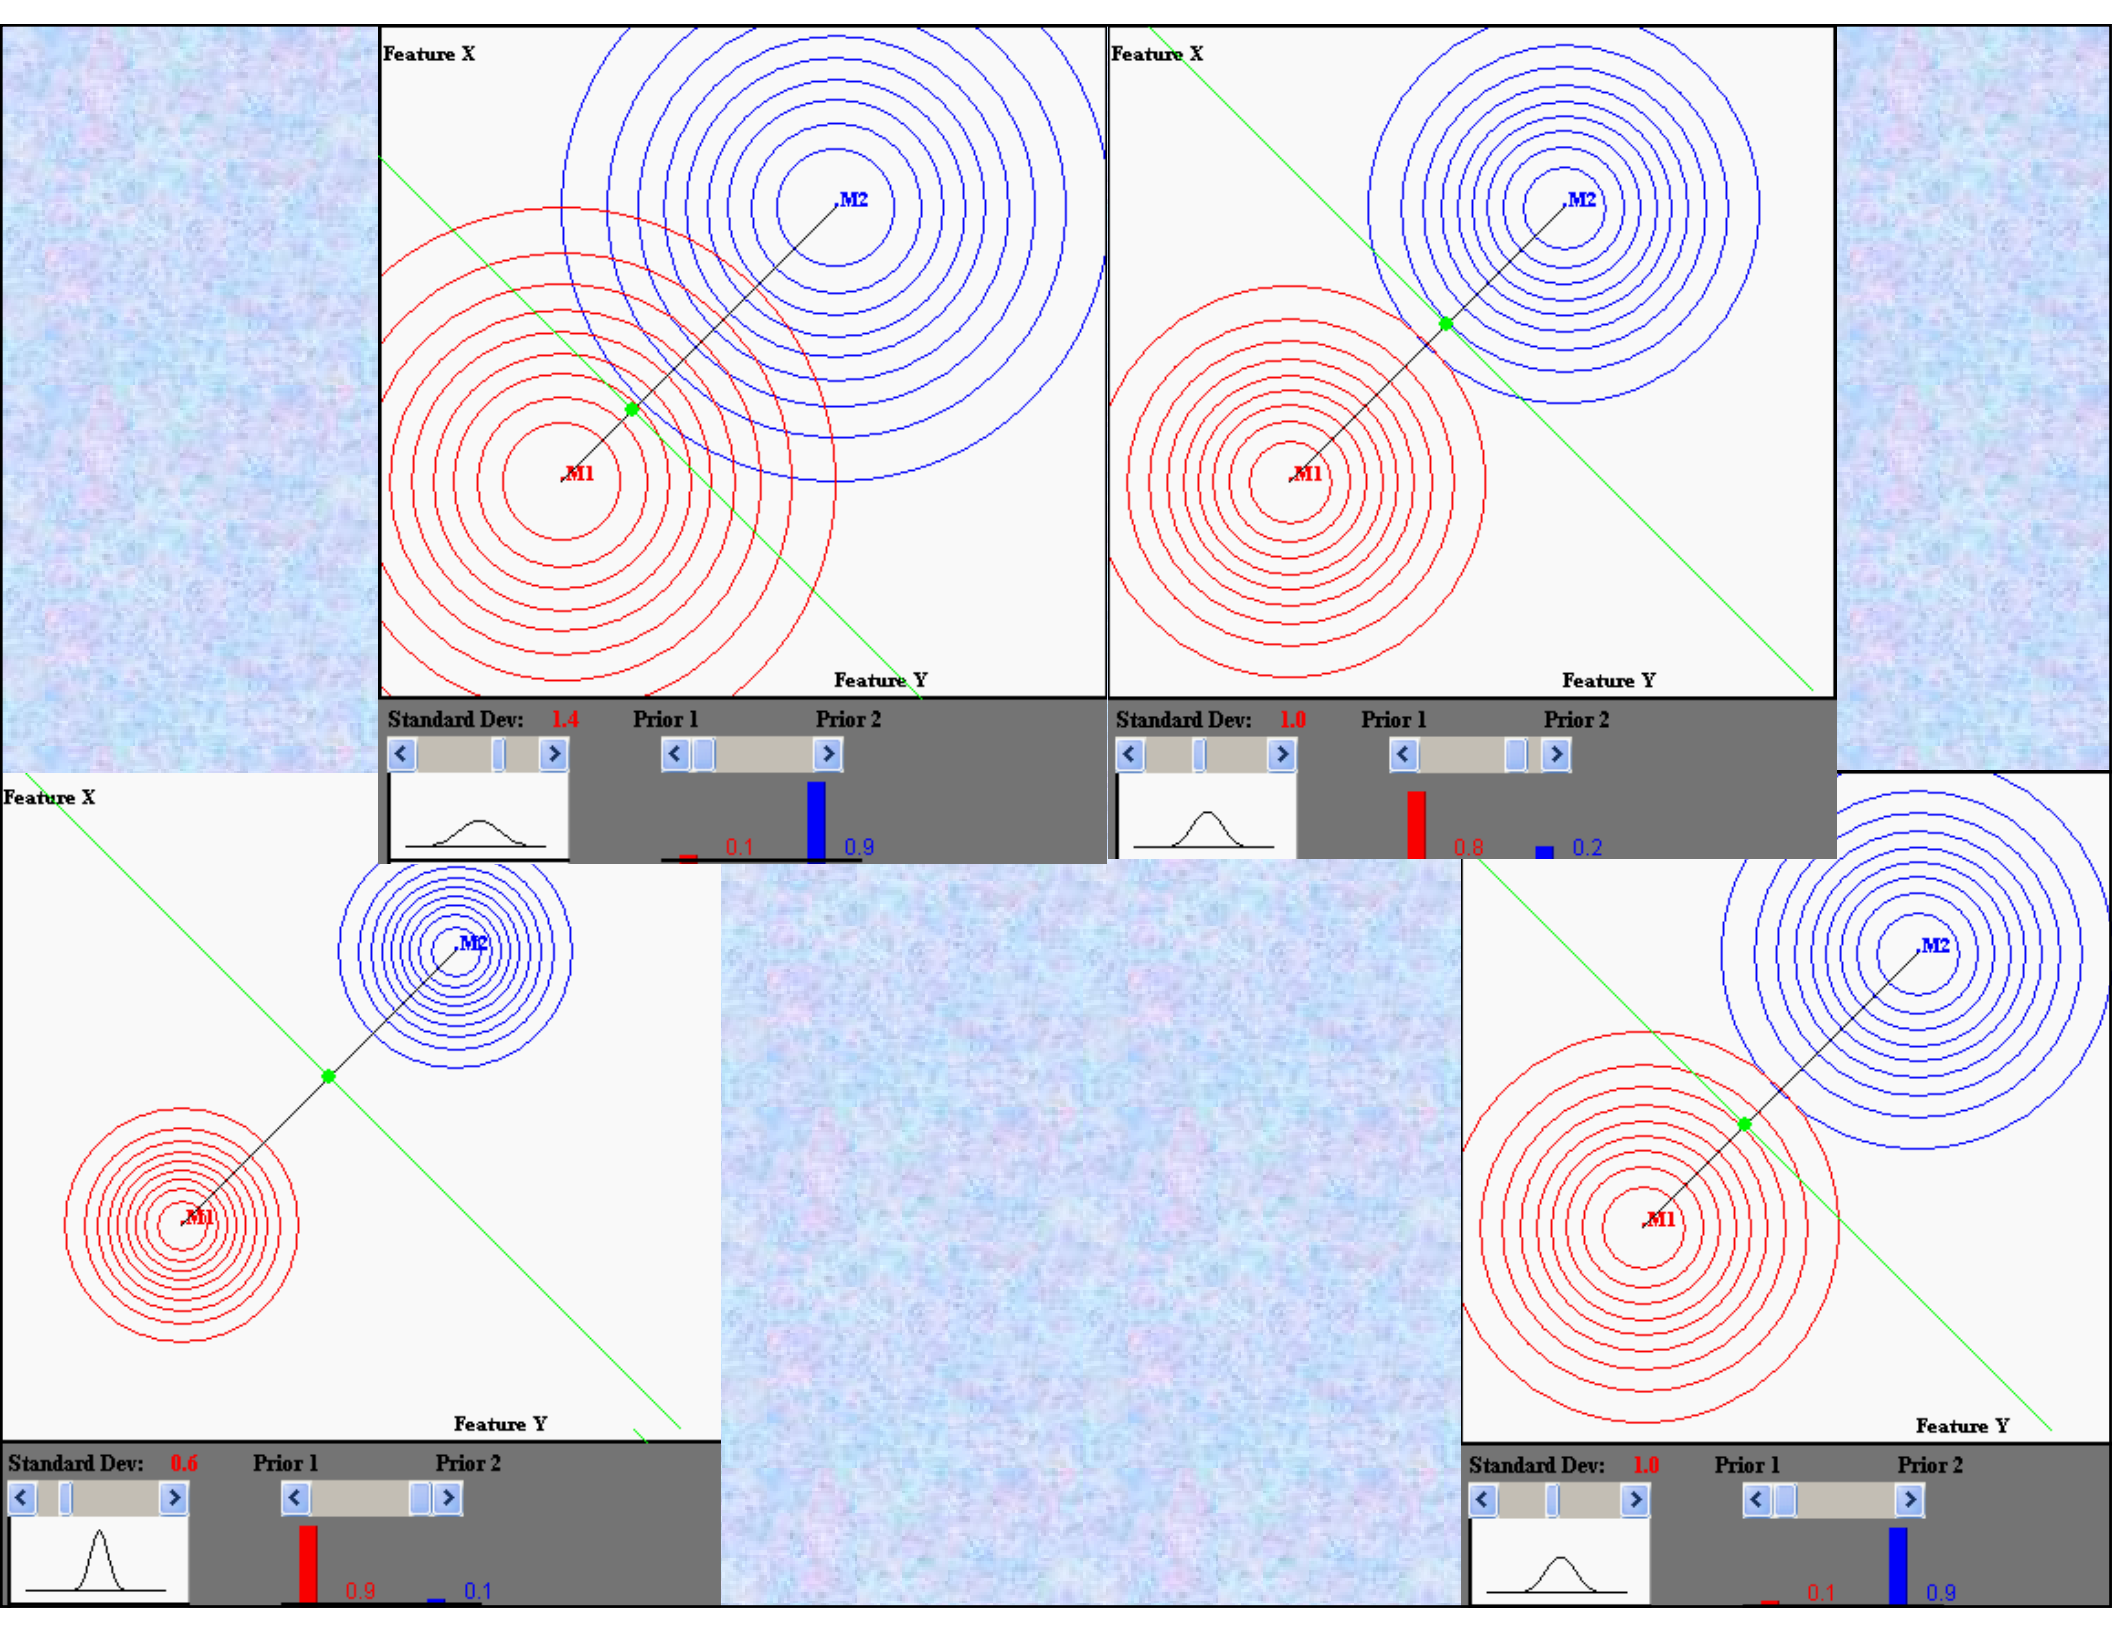 Feature X
M2
M1
Feature Y
Standard Dev: 1.4 Prior 1 Prior 2
0.1 0.9
Feature X
M2
M1
Feature Y
Standard Dev: 1.0 Prior 1 Prior 2
0.8 0.2
Feature X
M2
M1
Feature Y
Standard Dev: 0.6 Prior 1 Prior 2
0.9 0.1
M2
M1
Feature Y
Standard Dev: 1.0 Prior 1 Prior 2
0.1 0.9